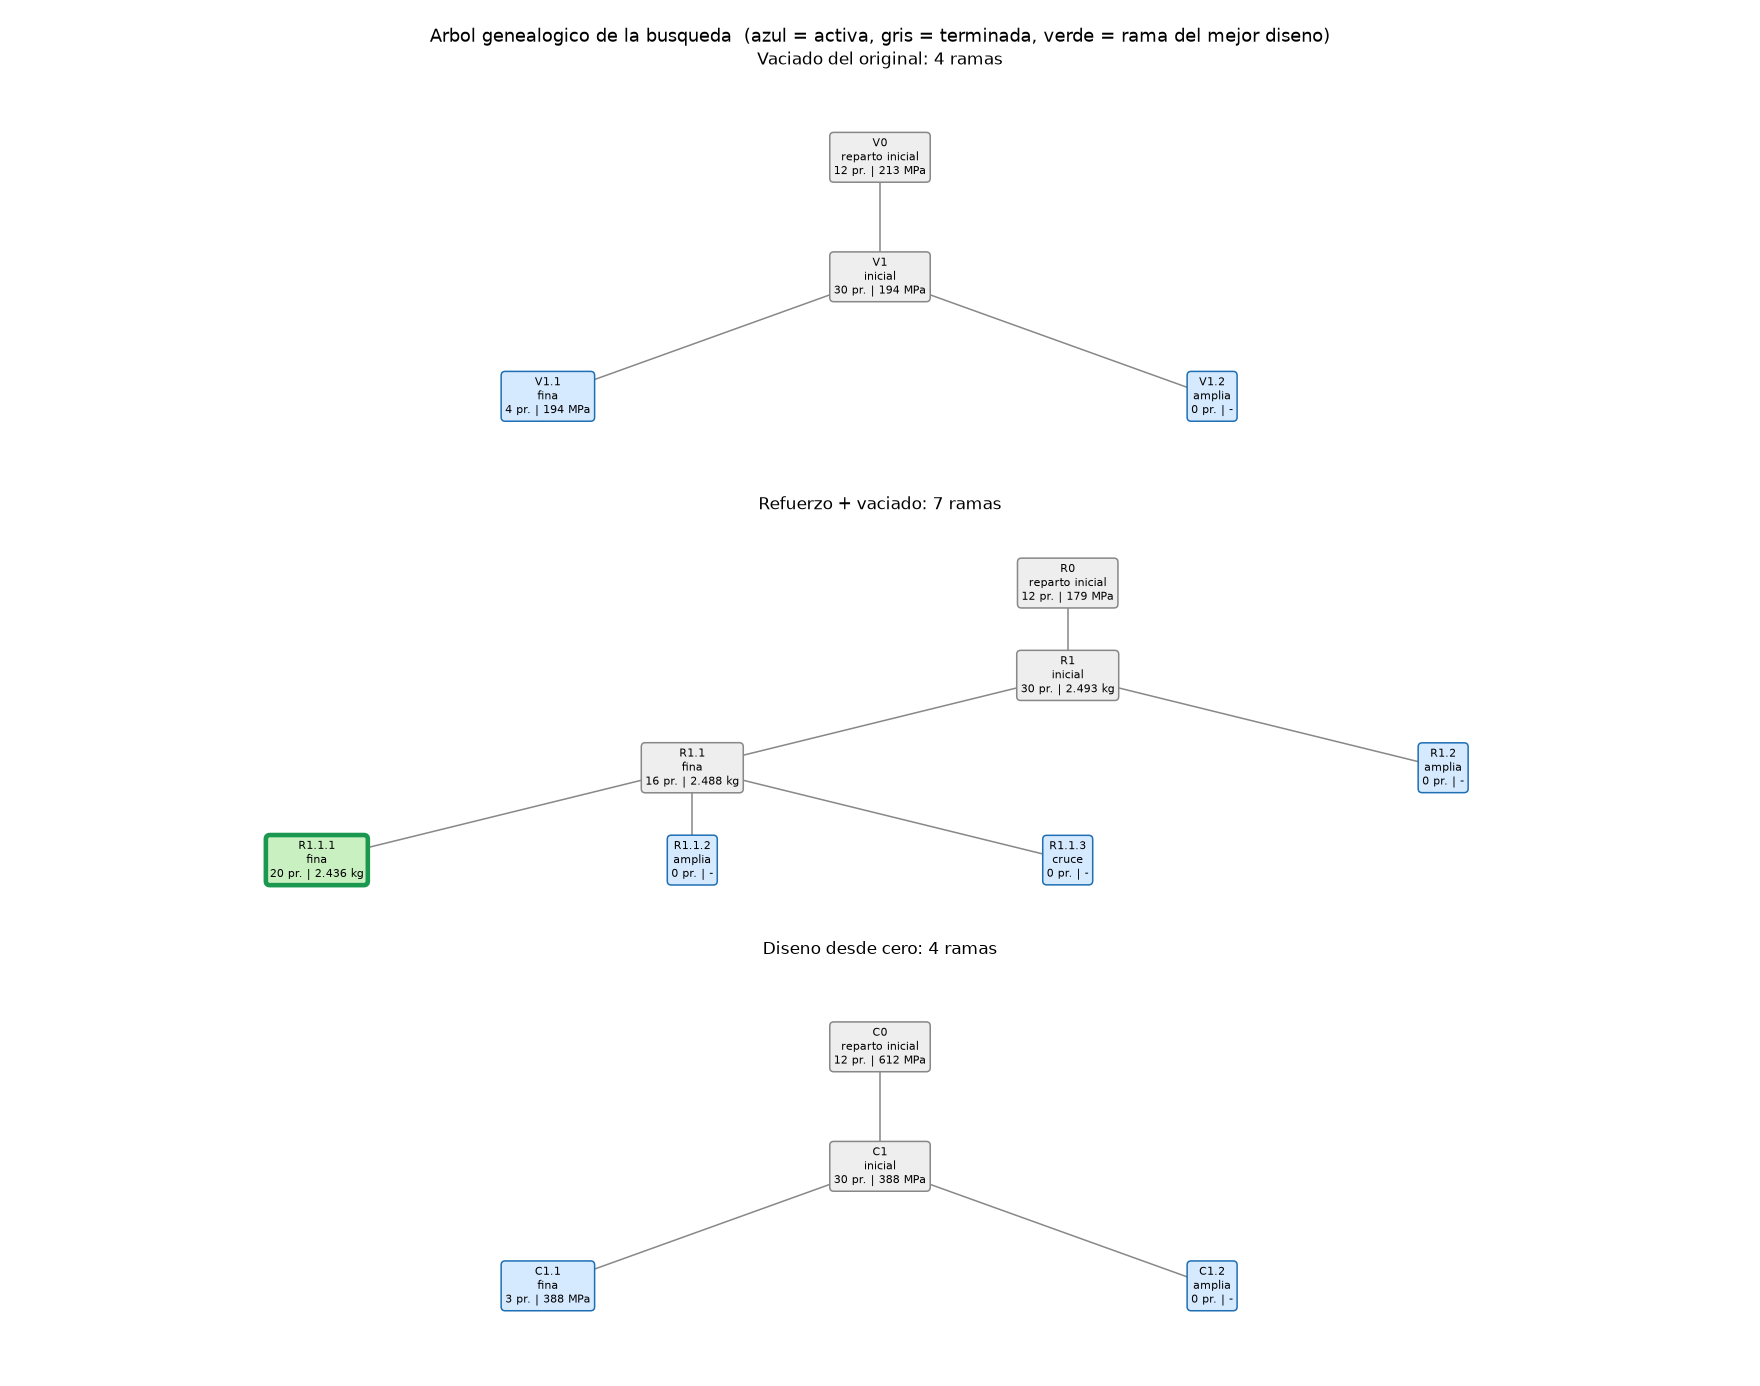 Arbol genealogico de la busqueda  (azul = activa, gris = terminada, verde = rama del mejor diseno)
Vaciado del original: 4 ramas
V0
reparto inicial
12 pr. | 213 MPa
V1
inicial
30 pr. | 194 MPa
V1.1
fina
4 pr. | 194 MPa
V1.2
amplia
0 pr. | -
Refuerzo + vaciado: 7 ramas
R0
reparto inicial
12 pr. | 179 MPa
R1
inicial
30 pr. | 2.493 kg
R1.1
fina
16 pr. | 2.488 kg
R1.2
amplia
0 pr. | -
R1.1.1
fina
20 pr. | 2.436 kg
R1.1.2
amplia
0 pr. | -
R1.1.3
cruce
0 pr. | -
Diseno desde cero: 4 ramas
C0
reparto inicial
12 pr. | 612 MPa
C1
inicial
30 pr. | 388 MPa
C1.1
fina
3 pr. | 388 MPa
C1.2
amplia
0 pr. | -